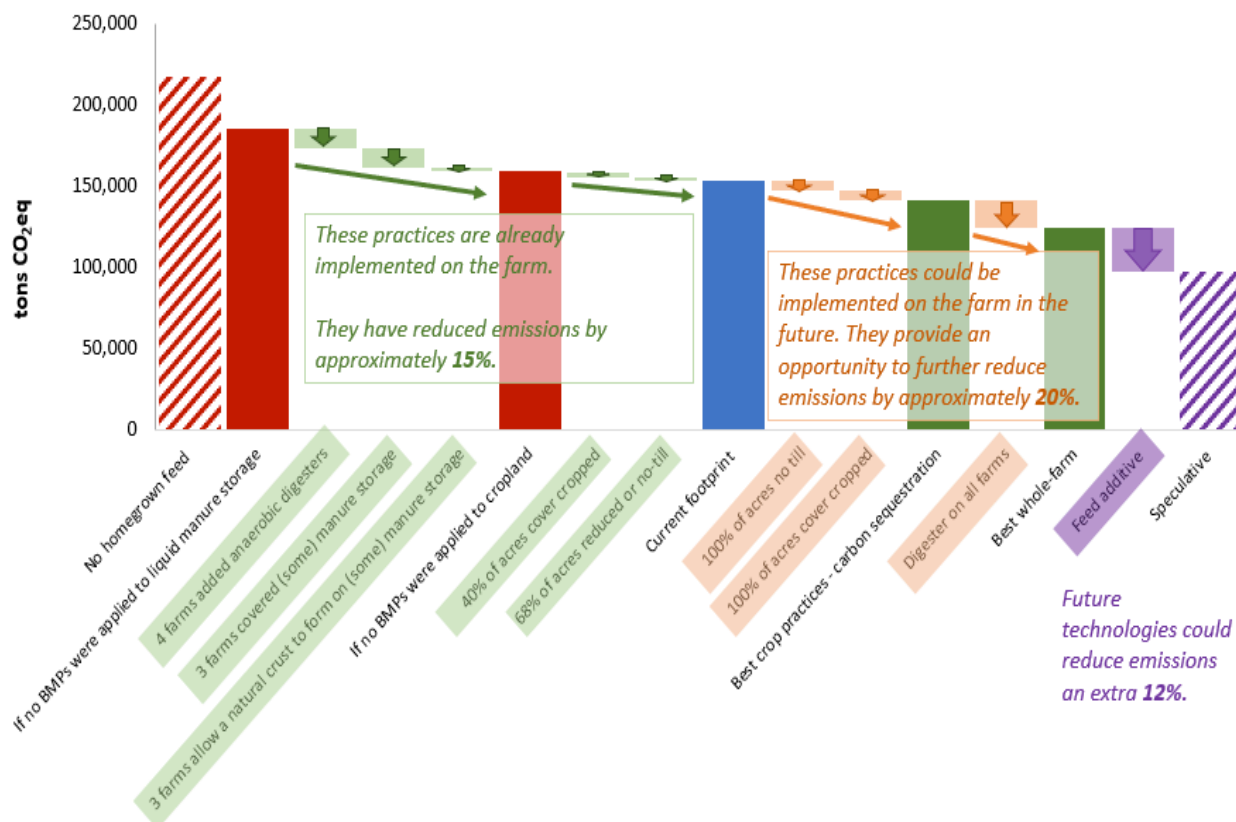 250,000
200,000
150,000
100,000
50,000
0
tons CO₂eq
These practices are already
implemented on the farm.
They have reduced emissions by
approximately 15%.
These practices could be
implemented on the farm in the
future. They provide an
opportunity to further reduce
emissions by approximately 20%.
No homegrown feed
If no BMPs were applied to liquid manure storage
4 farms added anaerobic digesters
3 farms covered (some) manure storage
3 farms allow a natural crust to form on (some) manure storage
If no BMPs were applied to cropland
40% of acres cover cropped
68% of acres reduced or no-till
Current footprint
100% of acres no till
100% of acres cover cropped
Best crop practices - carbon sequestration
Digester on all farms
Best whole-farm
Feed additive
Speculative
Future
technologies could
reduce emissions
an extra 12%.